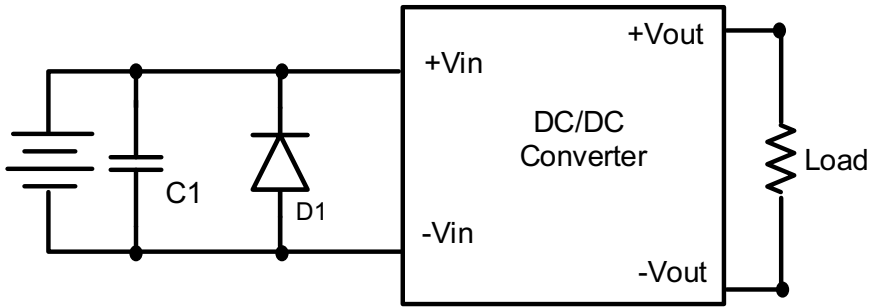 +Vout
+Vin
DC/DC
Converter
C1
D1
Load
-Vin
-Vout